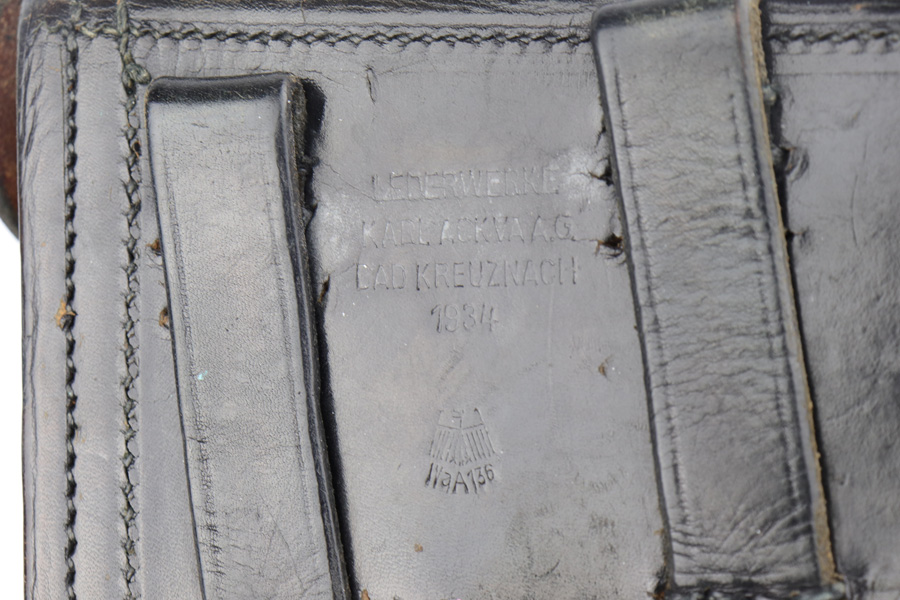 LEDERWERKE
KARL ACKVA A.G.
BAD KREUZNACH
1934
WaA136